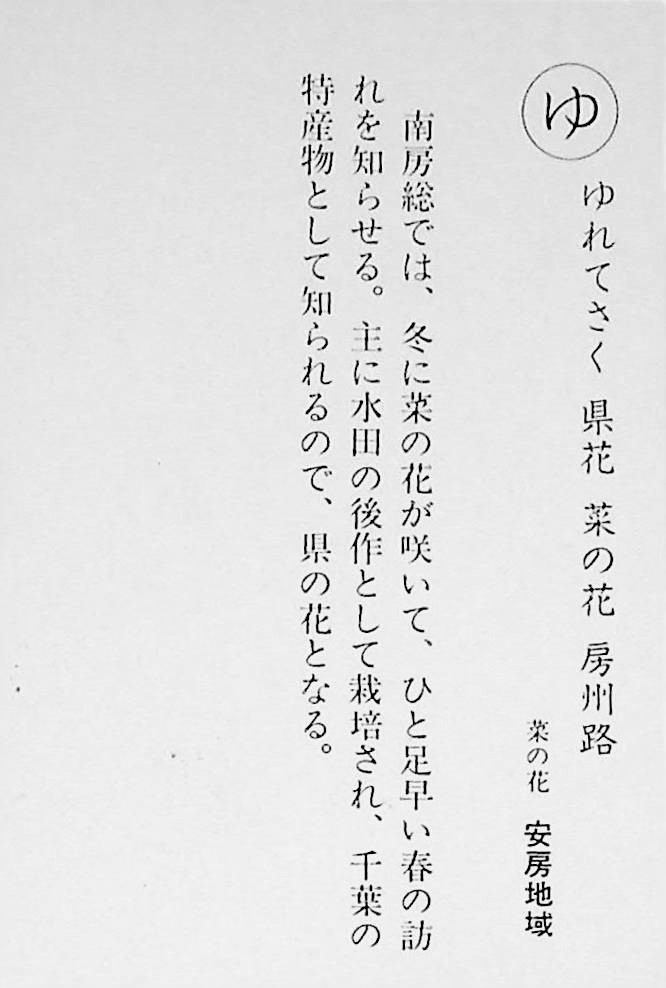 ゆ
ゆれてさく 県花 菜の花 房州路
菜の花 安房地域
南房総では、冬に菜の花が咲いて、ひと足早い春の訪
れを知らせる。主に水田の後作として栽培され、千葉の
特産物として知られるので、県の花となる。